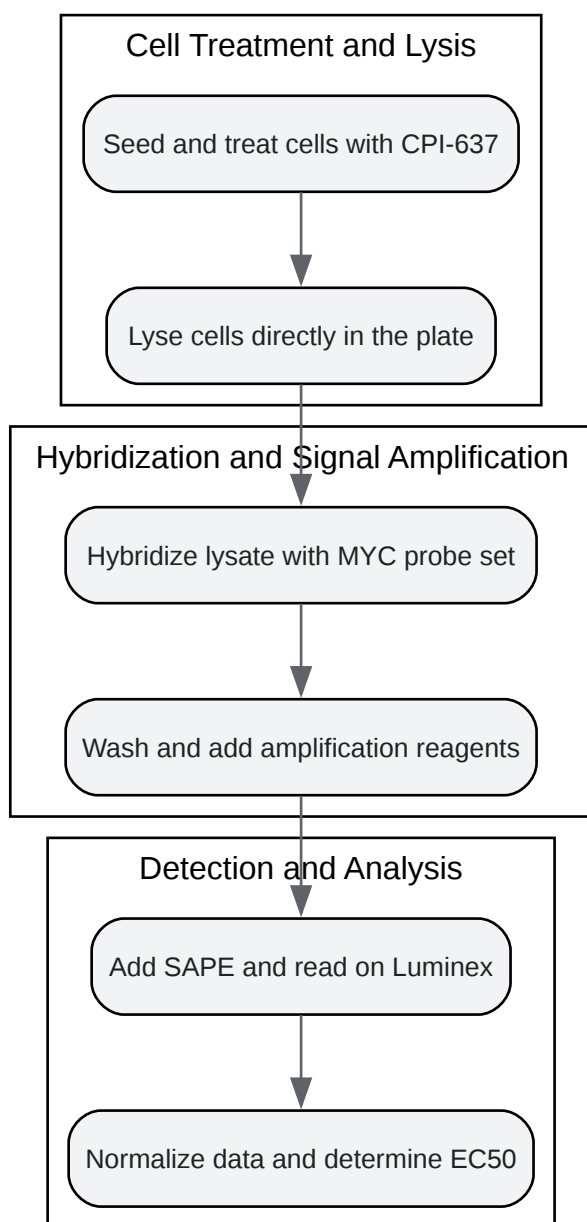 Cell Treatment and Lysis
Seed and treat cells with CPI-637
Lyse cells directly in the plate
Hybridization and Signal Amplification
Hybridize lysate with MYC probe set
Wash and add amplification reagents
Detection and Analysis
Add SAPE and read on Luminex
Normalize data and determine EC50